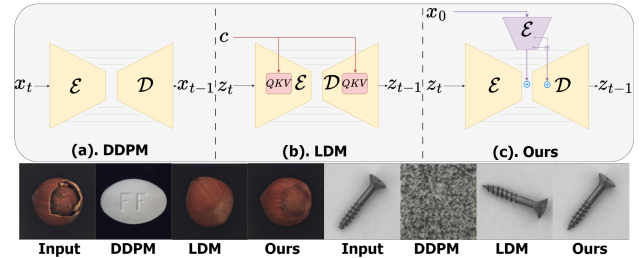 x_0
c
x_t ℰ 𝒟 x_{t-1} z_t QKV ℰ 𝒟 QKV z_{t-1} z_t ℰ 𝒟 z_{t-1}
ℰ
(a). DDPM (b). LDM (c). Ours
FF
Input DDPM LDM Ours Input DDPM LDM Ours